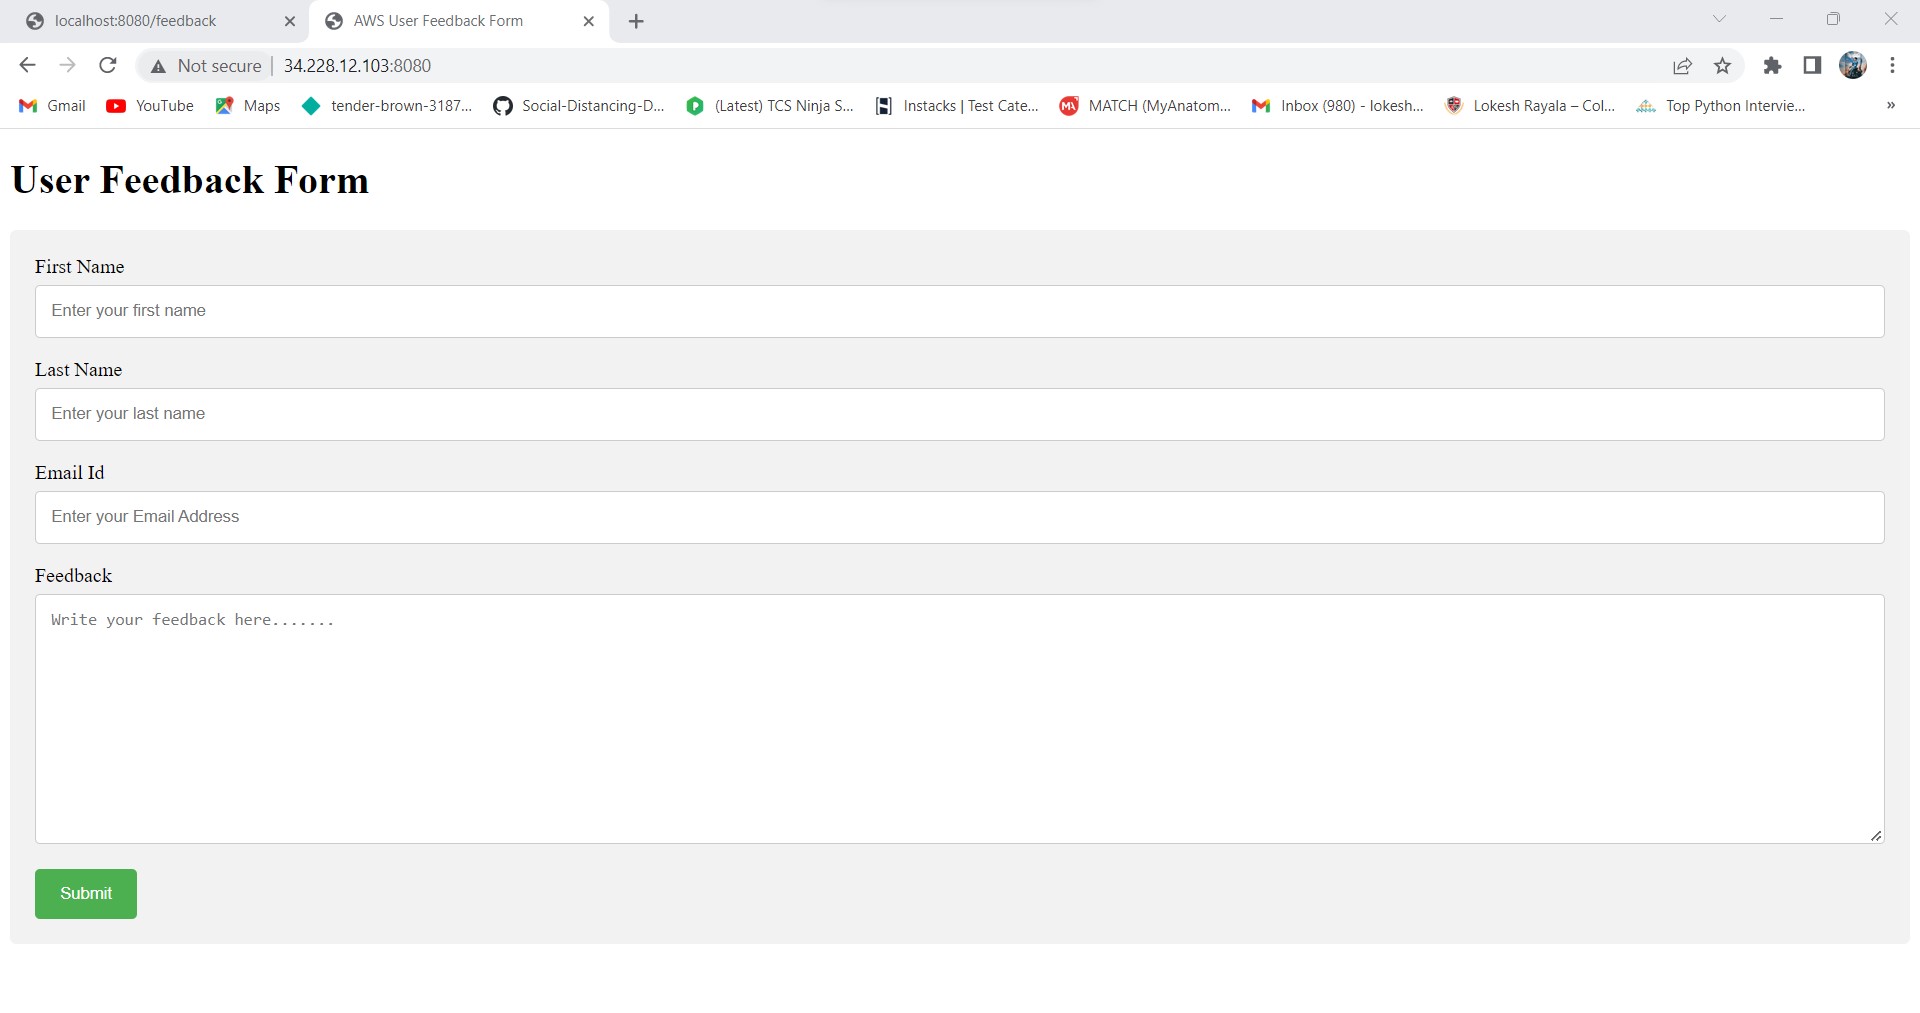 localhost:8080/feedback AWS User Feedback Form
Not secure 34.228.12.103:8080
Gmail YouTube Maps tender-brown-3187... Social-Distancing-D... (Latest) TCS Ninja S... Instacks | Test Cate... MATCH (MyAnatom... Inbox (980) - lokesh... Lokesh Rayala – Col... Top Python Intervie... »
User Feedback Form
First Name
Enter your first name
Last Name
Enter your last name
Email Id
Enter your Email Address
Feedback
Write your feedback here.......
Submit